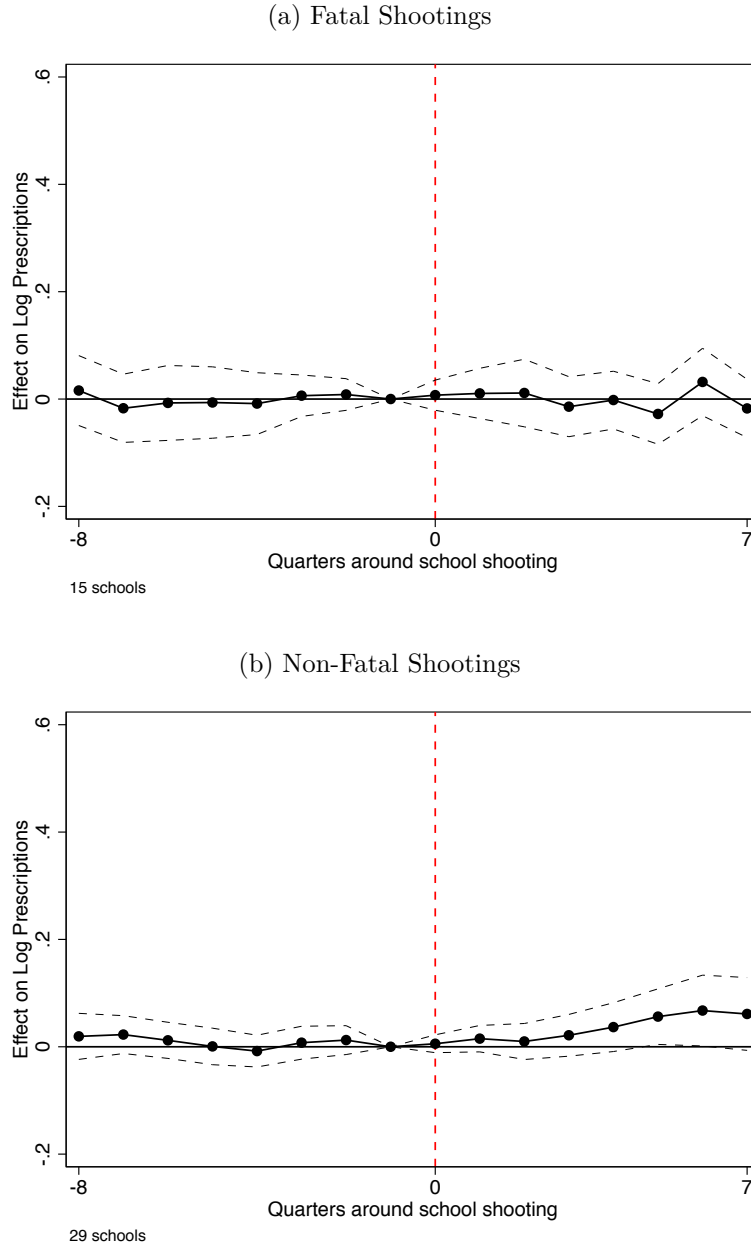 (a) Fatal Shootings
.6
.4
.2
0
-.2
Effect on Log Prescriptions
-8
0
7
Quarters around school shooting
15 schools
(b) Non-Fatal Shootings
.6
.4
.2
0
-.2
Effect on Log Prescriptions
-8
0
7
Quarters around school shooting
29 schools